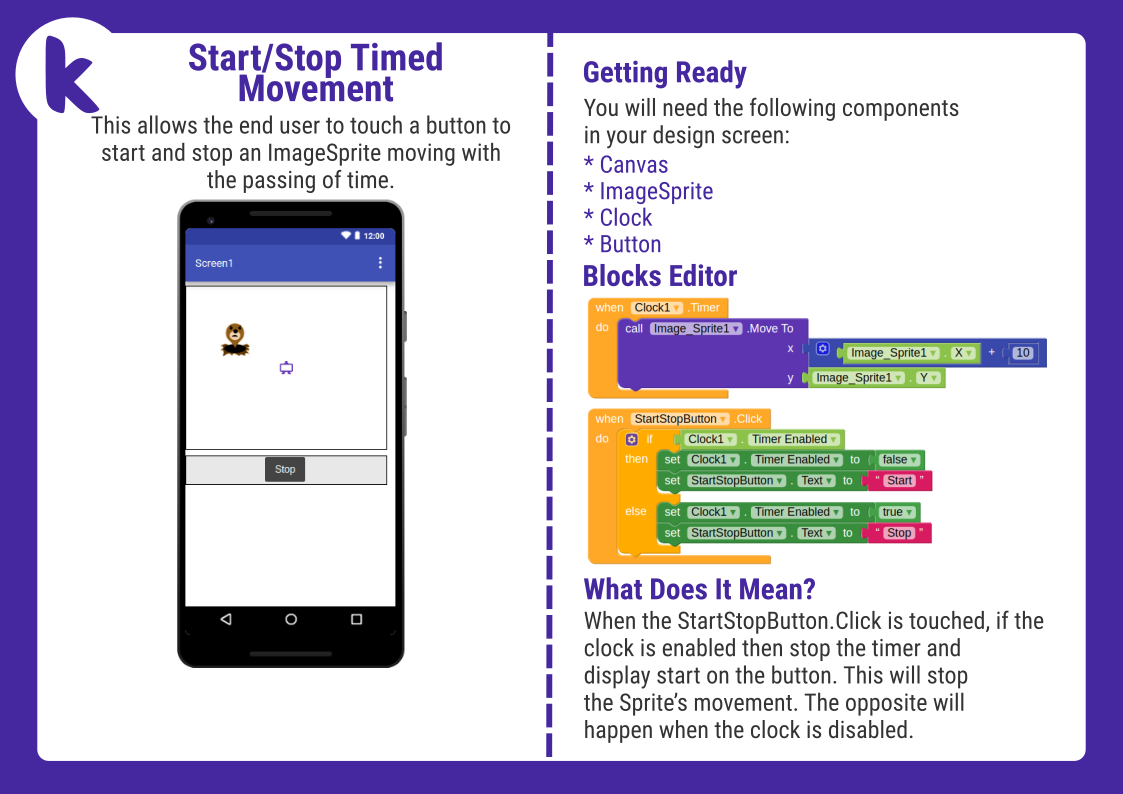 k
Start/Stop Timed
Movement
This allows the end user to touch a button to
start and stop an ImageSprite moving with
the passing of time.
12:00
Screen1
Stop
Getting Ready
You will need the following components
in your design screen:
* Canvas
* ImageSprite
* Clock
* Button
Blocks Editor
when Clock1 .Timer
do call Image_Sprite1 .Move To
x Image_Sprite1 . X + 10
y Image_Sprite1 . Y
when StartStopButton .Click
do if Clock1 . Timer Enabled
then set Clock1 . Timer Enabled to false
set StartStopButton . Text to “ Start ”
else set Clock1 . Timer Enabled to true
set StartStopButton . Text to “ Stop ”
What Does It Mean?
When the StartStopButton.Click is touched, if the
clock is enabled then stop the timer and
display start on the button. This will stop
the Sprite’s movement. The opposite will
happen when the clock is disabled.